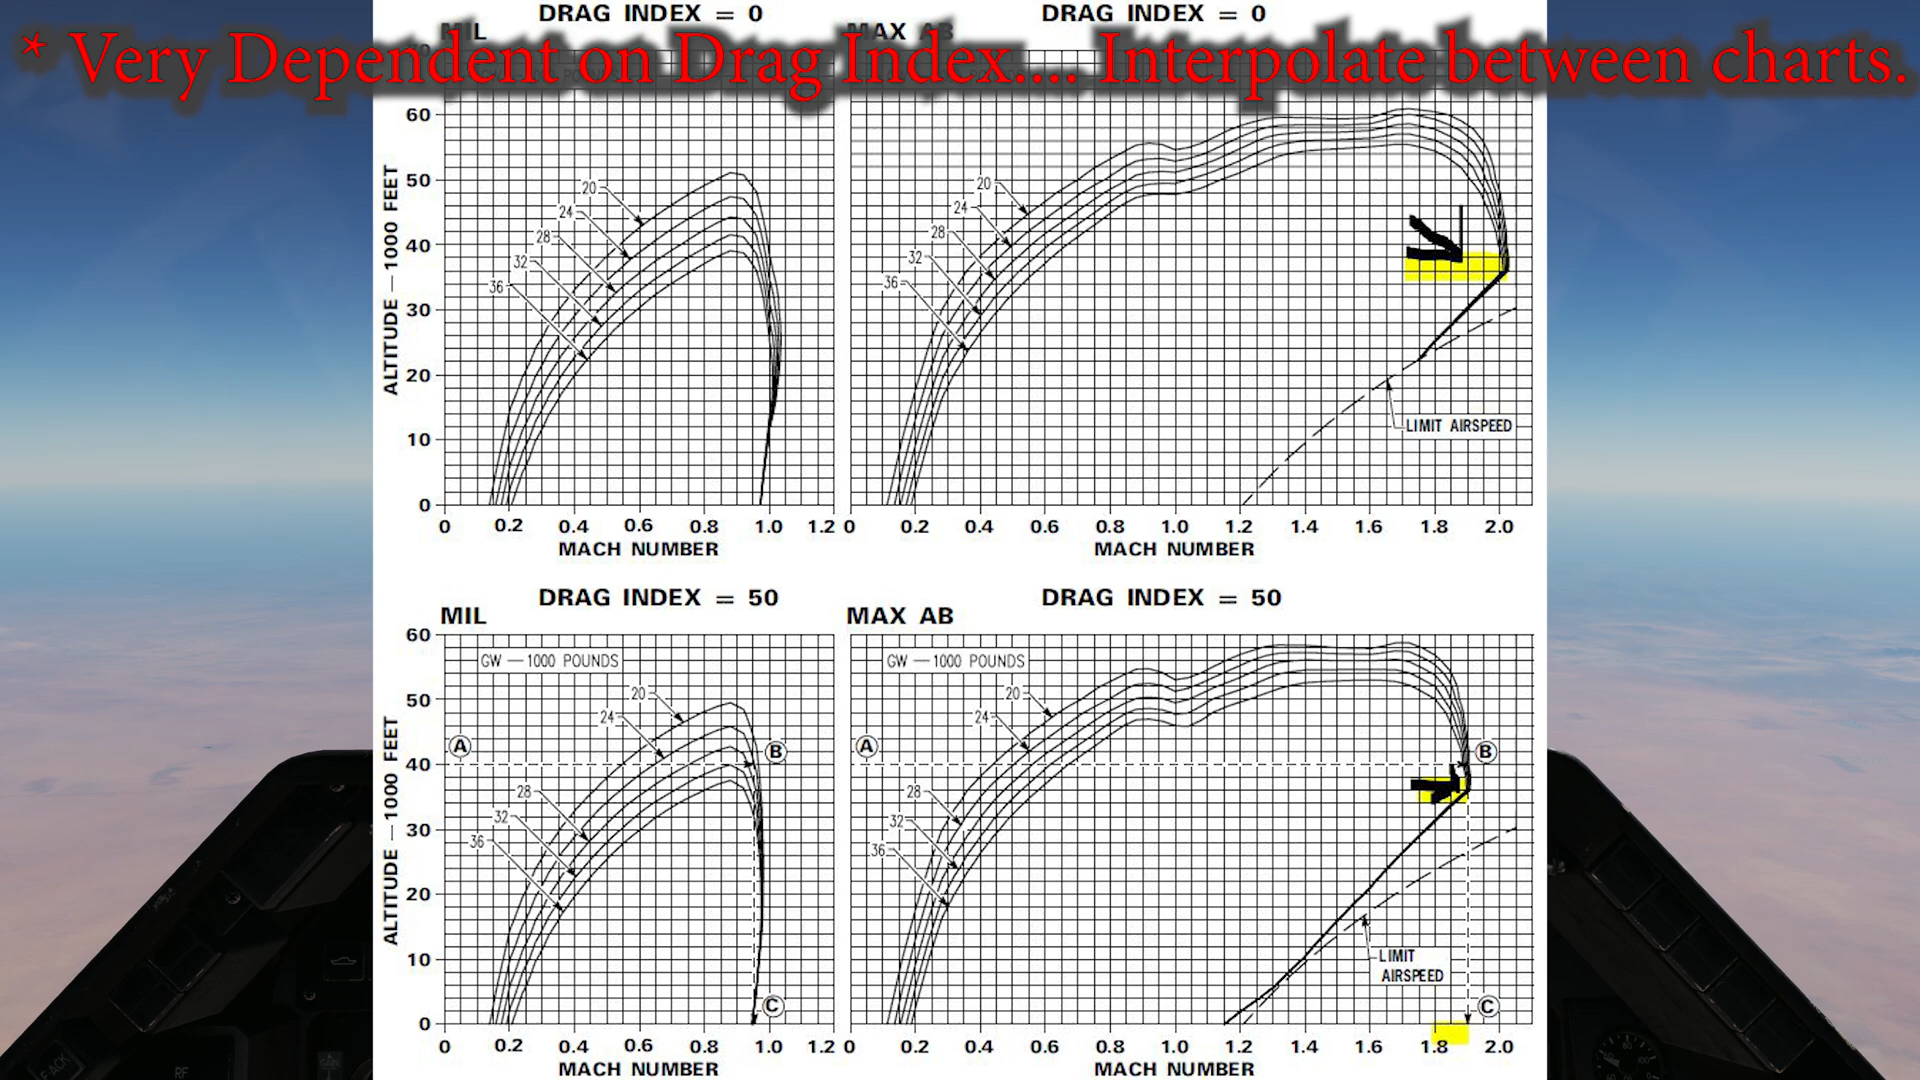 DRAG INDEX = 0
DRAG INDEX = 0
MIL
MAX AB
* Very Dependent on Drag Index.... Interpolate between charts.
60
50
40
30
20
10
0
ALTITUDE — 1000 FEET
20
24
28
32
36
0 0.2 0.4 0.6 0.8 1.0 1.2
MACH NUMBER
20
24
28
32
36
LIMIT AIRSPEED
0 0.2 0.4 0.6 0.8 1.0 1.2 1.4 1.6 1.8 2.0
MACH NUMBER
DRAG INDEX = 50
MIL
60
50
40
30
20
10
0
ALTITUDE — 1000 FEET
GW — 1000 POUNDS
20
24
28
32
36
A
B
C
0 0.2 0.4 0.6 0.8 1.0 1.2
MACH NUMBER
DRAG INDEX = 50
MAX AB
GW — 1000 POUNDS
20
24
28
32
36
A
B
LIMIT
AIRSPEED
C
0 0.2 0.4 0.6 0.8 1.0 1.2 1.4 1.6 1.8 2.0
MACH NUMBER
RF